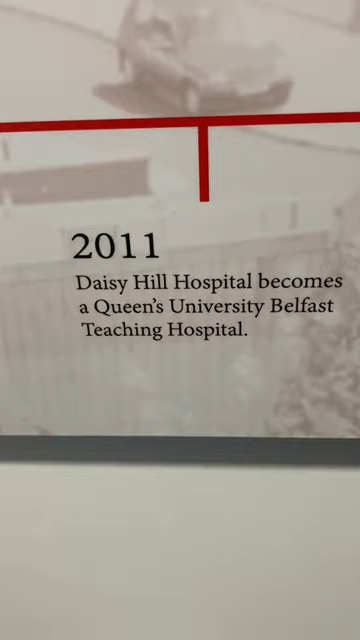 2011
Daisy Hill Hospital becomes
a Queen's University Belfast
Teaching Hospital.